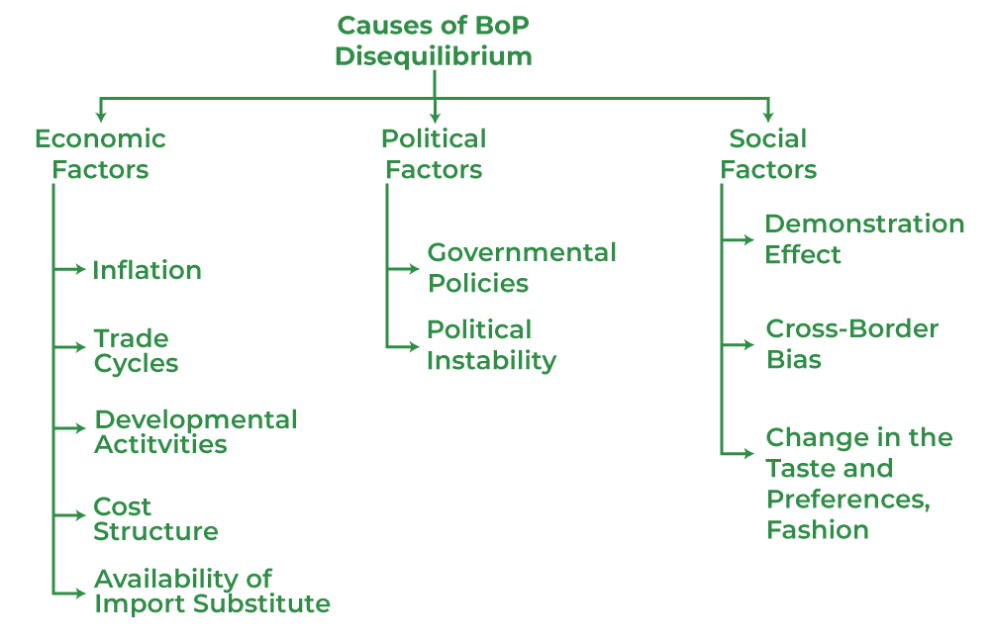 Causes of BoP
Disequilibrium
Economic
Factors
Inflation
Trade
Cycles
Developmental
Actitvities
Cost
Structure
Availability of
Import Substitute
Political
Factors
Governmental
Policies
Political
Instability
Social
Factors
Demonstration
Effect
Cross-Border
Bias
Change in the
Taste and
Preferences,
Fashion